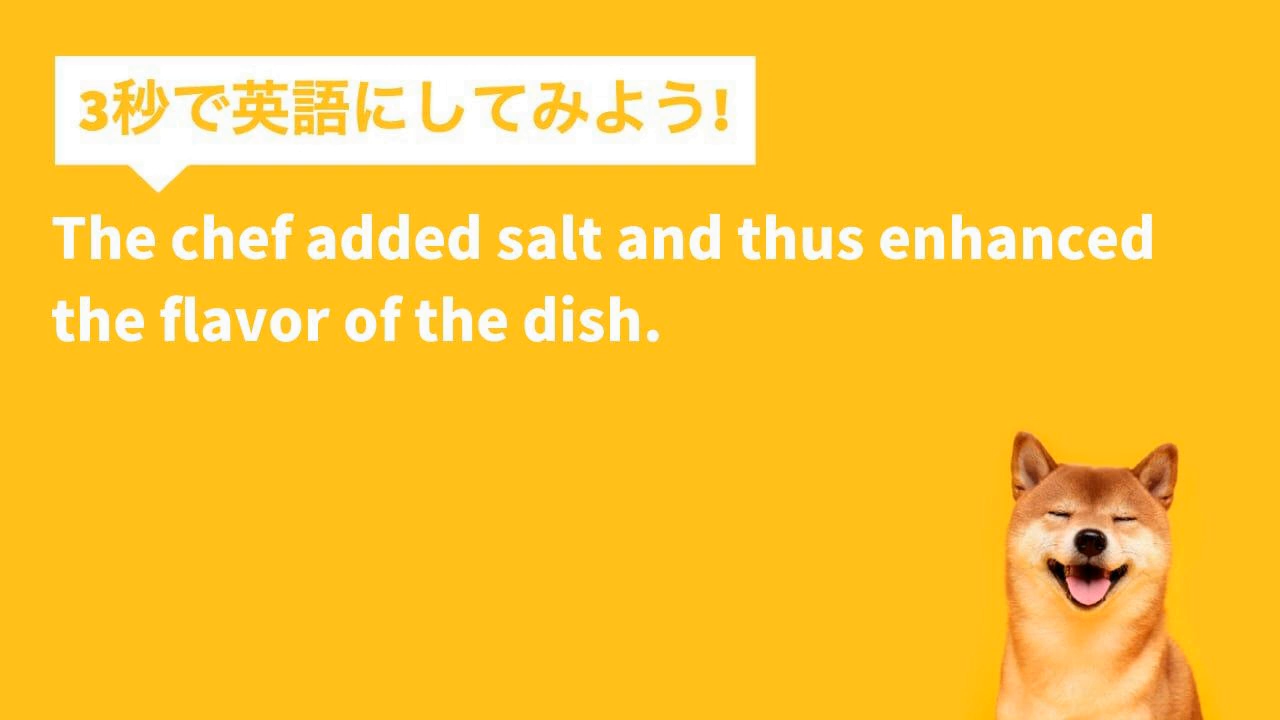 3秒で英語にしてみよう!
The chef added salt and thus enhanced
the flavor of the dish.